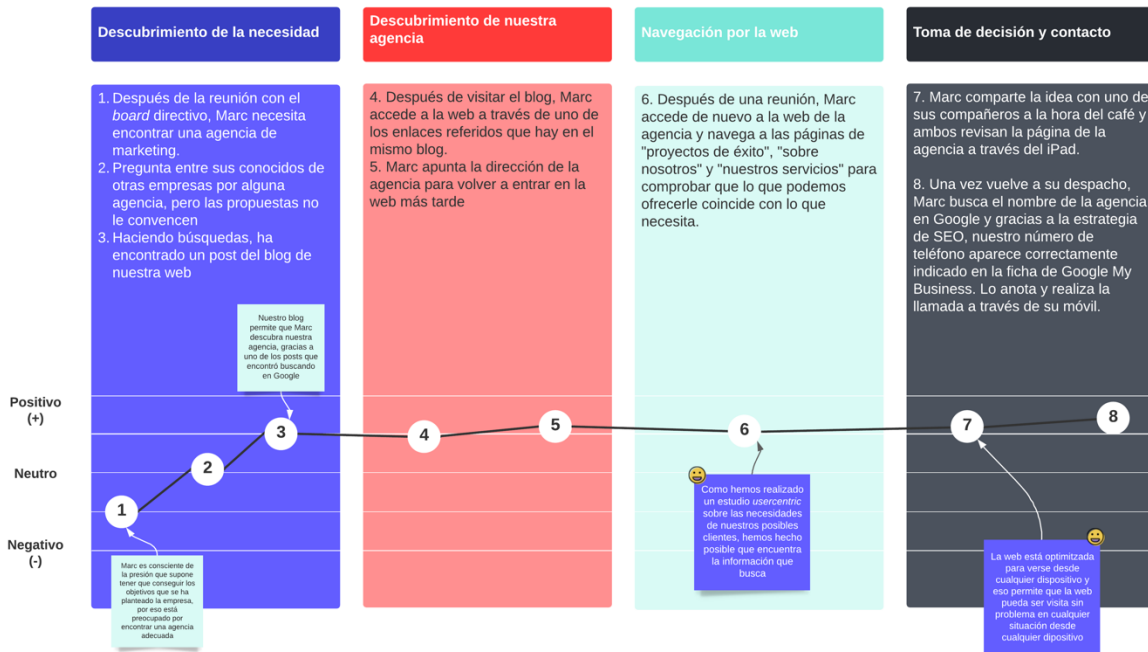 Descubrimiento de la necesidad
Descubrimiento de nuestra
agencia
Navegación por la web
Toma de decisión y contacto
1. Después de la reunión con el
board directivo, Marc necesita
encontrar una agencia de
marketing.
2. Pregunta entre sus conocidos de
otras empresas por alguna
agencia, pero las propuestas no
le convencen
3. Haciendo búsquedas, ha
encontrado un post del blog de
nuestra web
4. Después de visitar el blog, Marc
accede a la web a través de uno de
los enlaces referidos que hay en el
mismo blog.
5. Marc apunta la dirección de la
agencia para volver a entrar en la
web más tarde
6. Después de una reunión, Marc
accede de nuevo a la web de la
agencia y navega a las páginas de
"proyectos de éxito", "sobre
nosotros" y "nuestros servicios" para
comprobar que lo que podemos
ofrecerle coincide con lo que
necesita.
7. Marc comparte la idea con uno de
sus compañeros a la hora del café y
ambos revisan la página de la
agencia a través del iPad.
8. Una vez vuelve a su despacho,
Marc busca el nombre de la agencia
en Google y gracias a la estrategia
de SEO, nuestro número de
teléfono aparece correctamente
indicado en la ficha de Google My
Business. Lo anota y realiza la
llamada a través de su móvil.
Nuestro blog
permite que Marc
descubra nuestra
agencia, gracias a
uno de los posts que
encontró buscando
en Google
Positivo
(+)
Neutro
Negativo
(-)
1
2
3
4
5
6
7
8
Marc es consciente de
la presión que supone
tener que conseguir los
objetivos que se ha
planteado la empresa,
por eso está
preocupado por
encontrar una agencia
adecuada
Como hemos realizado
un estudio usercentric
sobre las necesidades
de nuestros posibles
clientes, hemos hecho
posible que encuentra
la información que
busca
La web está optimitzada
para verse desde
cualquier dispositivo y
eso permite que la web
pueda ser visita sin
problema en cualquier
situación desde
cualquier dipositivo